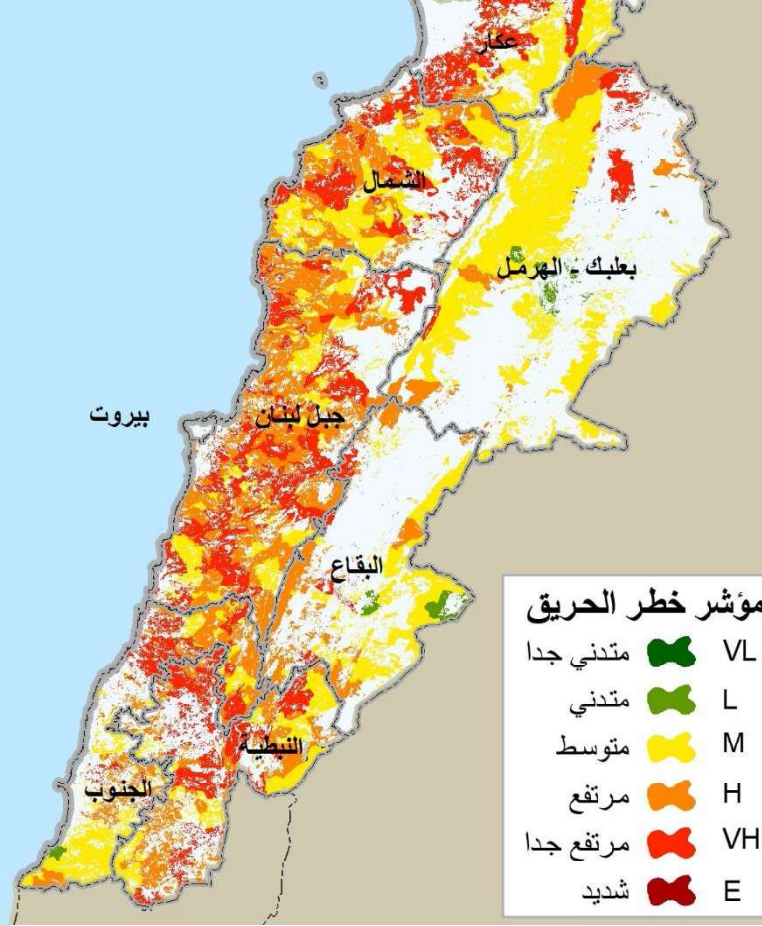 عكار
الشمال
بعلبك - الهرمل
بيروت
جبل لبنان
البقاع
النبطية
الجنوب
مؤشر خطر الحريق
متدني جدا VL
متدني L
متوسط M
مرتفع H
مرتفع جدا VH
شديد E